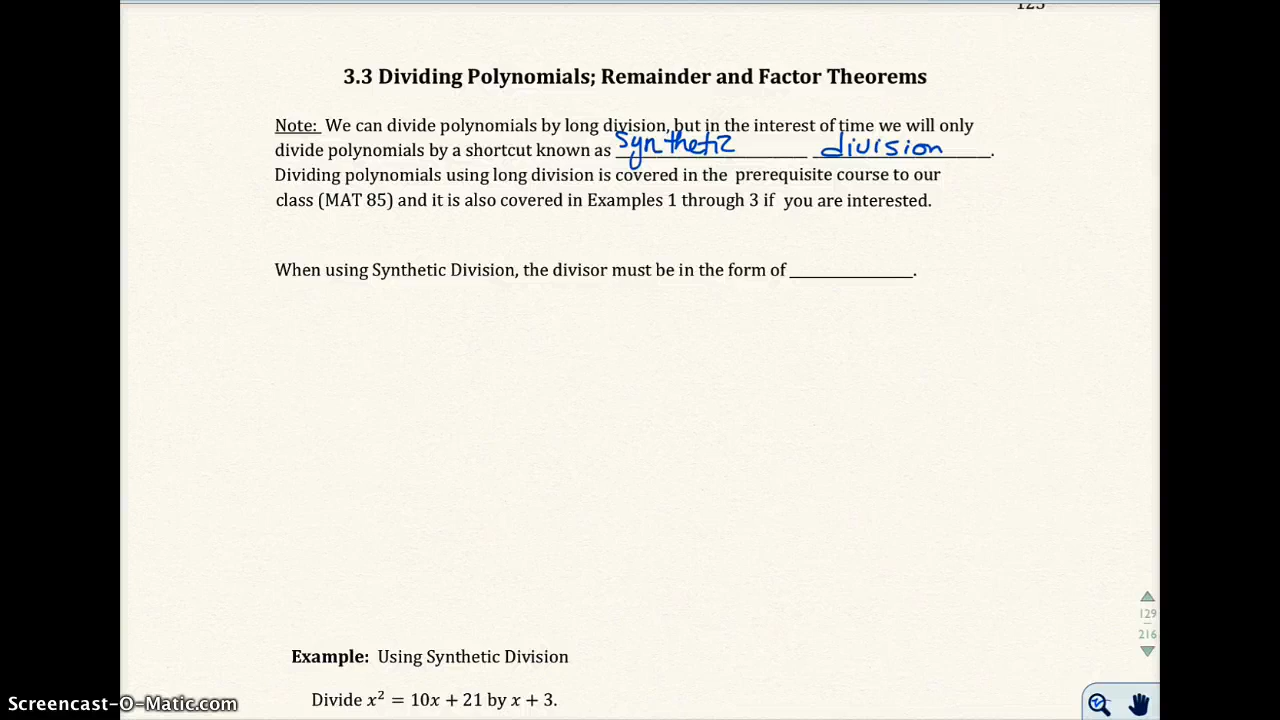 3.3 Dividing Polynomials; Remainder and Factor Theorems
Note: We can divide polynomials by long division, but in the interest of time we will only
divide polynomials by a shortcut known as synthetic division.
Dividing polynomials using long division is covered in the prerequisite course to our
class (MAT 85) and it is also covered in Examples 1 through 3 if you are interested.
When using Synthetic Division, the divisor must be in the form of ______________.
129
216
Example: Using Synthetic Division
Divide x² = 10x + 21 by x + 3.
Screencast-O-Matic.com